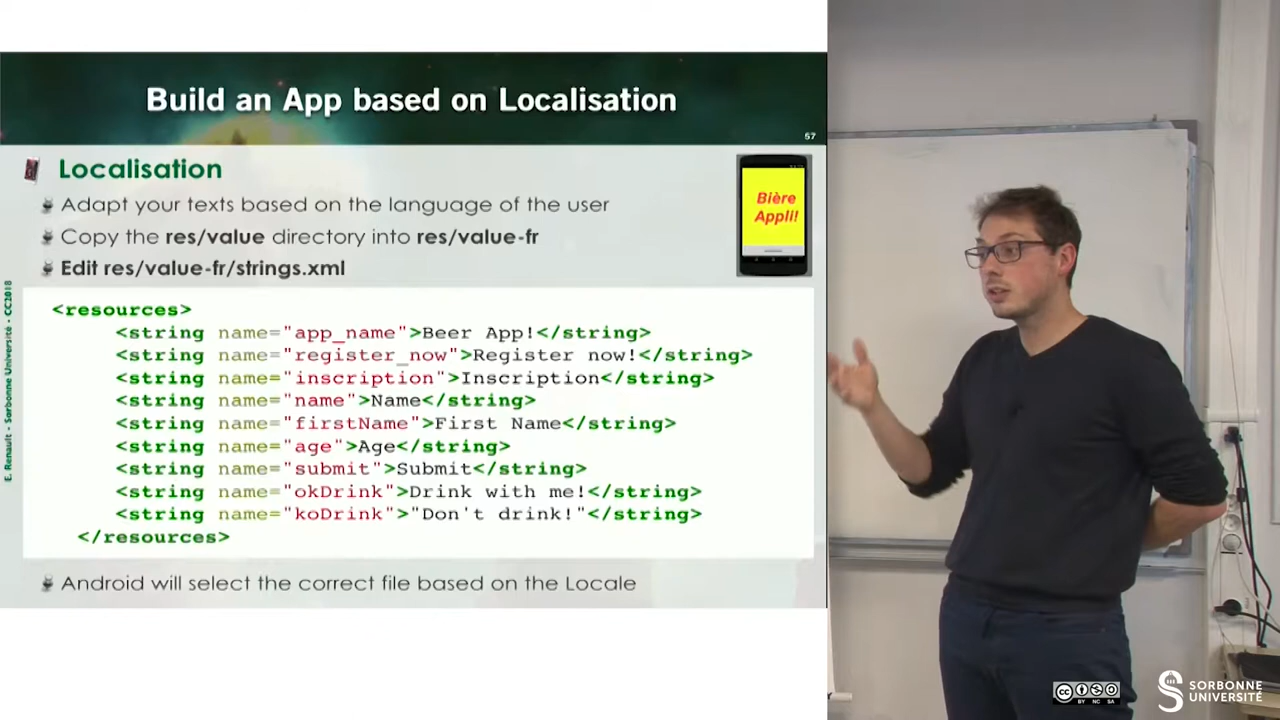 Build an App based on Localisation
57
Localisation
Adapt your texts based on the language of the user
Copy the res/value directory into res/value-fr
Edit res/value-fr/strings.xml
Bière
Appli!
<resources>
<string name="app_name">Beer App!</string>
<string name="register_now">Register now!</string>
<string name="inscription">Inscription</string>
<string name="name">Name</string>
<string name="firstName">First Name</string>
<string name="age">Age</string>
<string name="submit">Submit</string>
<string name="okDrink">Drink with me!</string>
<string name="koDrink">"Don't drink!"</string>
</resources>
Android will select the correct file based on the Locale
E. Renault - Sorbonne Université - CC2018
cc
BY NC SA
SORBONNE
UNIVERSITÉ